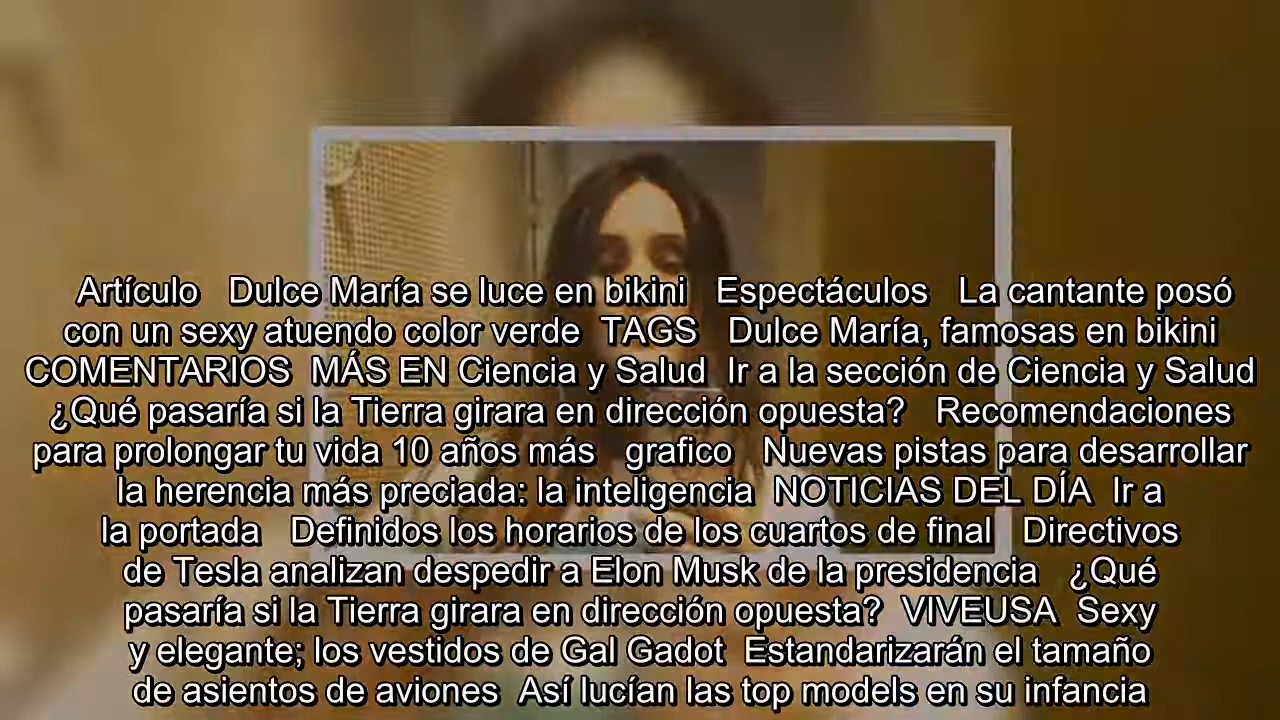 Artículo Dulce María se luce en bikini Espectáculos La cantante posó
con un sexy atuendo color verde TAGS Dulce María, famosas en bikini
COMENTARIOS MÁS EN Ciencia y Salud Ir a la sección de Ciencia y Salud
¿Qué pasaría si la Tierra girara en dirección opuesta? Recomendaciones
para prolongar tu vida 10 años más grafico Nuevas pistas para desarrollar
la herencia más preciada: la inteligencia NOTICIAS DEL DÍA Ir a
la portada Definidos los horarios de los cuartos de final Directivos
de Tesla analizan despedir a Elon Musk de la presidencia ¿Qué
pasaría si la Tierra girara en dirección opuesta? VIVEUSA Sexy
y elegante; los vestidos de Gal Gadot Estandarizarán el tamaño
de asientos de aviones Así lucían las top models en su infancia